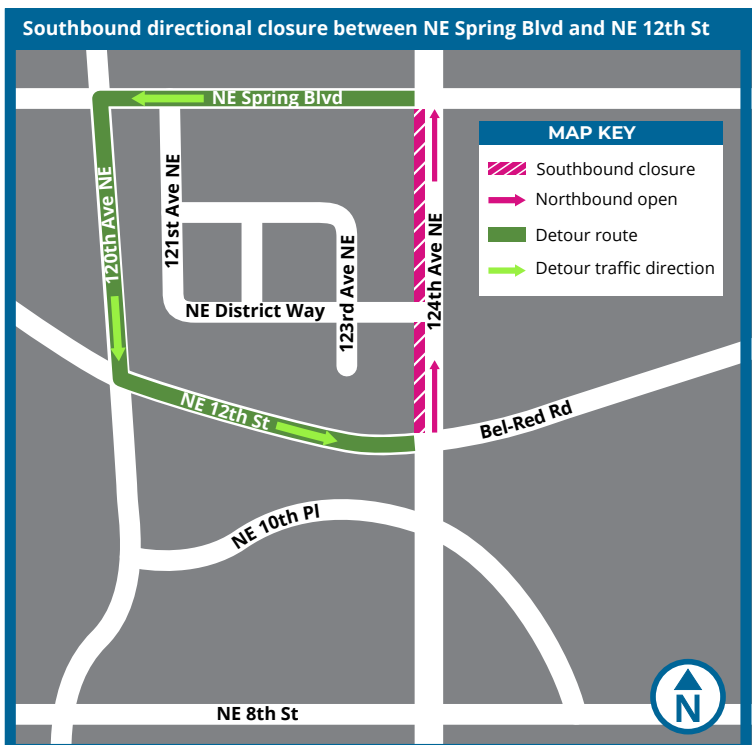 Southbound directional closure between NE Spring Blvd and NE 12th St
NE Spring Blvd
MAP KEY
Southbound closure
Northbound open
Detour route
Detour traffic direction
120th Ave NE
121st Ave NE
123rd Ave NE
124th Ave NE
NE District Way
NE 12th St
Bel-Red Rd
NE 10th Pl
NE 8th St
N